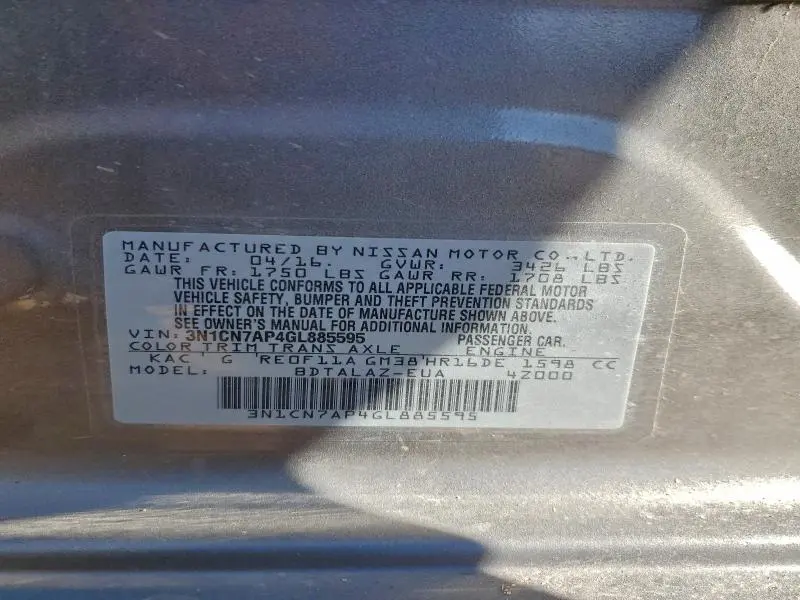 MANUFACTURED BY NISSAN MOTOR CO.,LTD.
DATE: 04/16. GVWR: 3426 LBS
GAWR FR: 1750 LBS GAWR RR: 1708 LBS
THIS VEHICLE CONFORMS TO ALL APPLICABLE FEDERAL MOTOR
VEHICLE SAFETY, BUMPER AND THEFT PREVENTION STANDARDS
IN EFFECT ON THE DATE OF MANUFACTURE SHOWN ABOVE.
SEE OWNER'S MANUAL FOR ADDITIONAL INFORMATION.
VIN: 3N1CN7AP4GL885595 PASSENGER CAR.
COLOR TRIM TRANS AXLE ENGINE
KAC G RE0F11A GM38 HR16DE 1598 CC
MODEL: BDTALAZ-EUA 4Z000
3N1CN7AP4GL885595